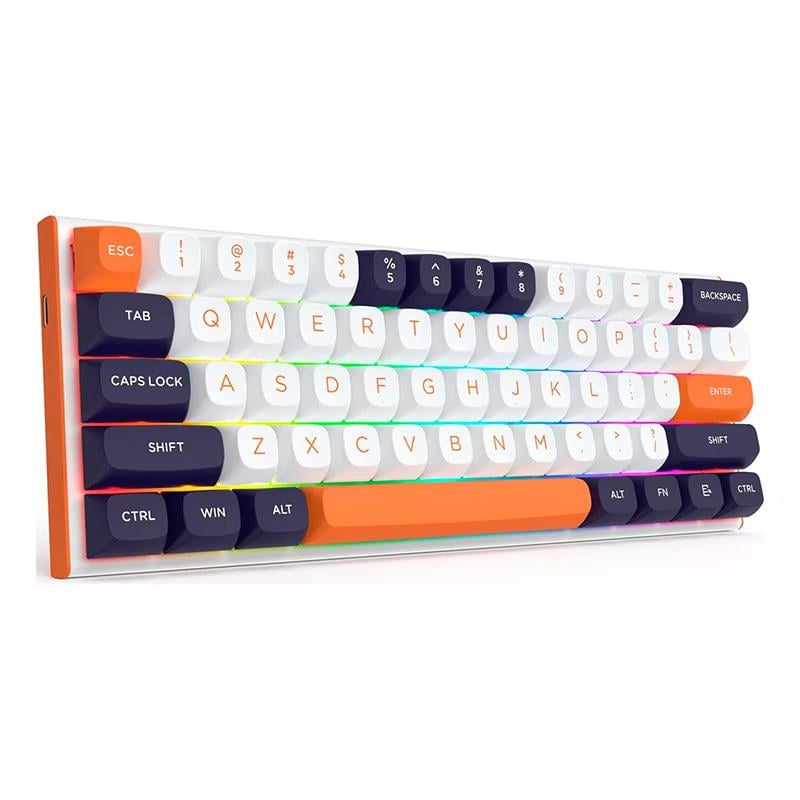 ESC ! 1 @ 2 # 3 $ 4 % 5 ^ 6 & 7 * 8 ( 9 ) 0 _ - + = BACKSPACE
TAB Q W E R T Y U I O P { [ } ] | \
CAPS LOCK A S D F G H J K L : ; " ' ENTER
SHIFT Z X C V B N M < , > . ? / SHIFT
CTRL WIN ALT ALT FN CTRL